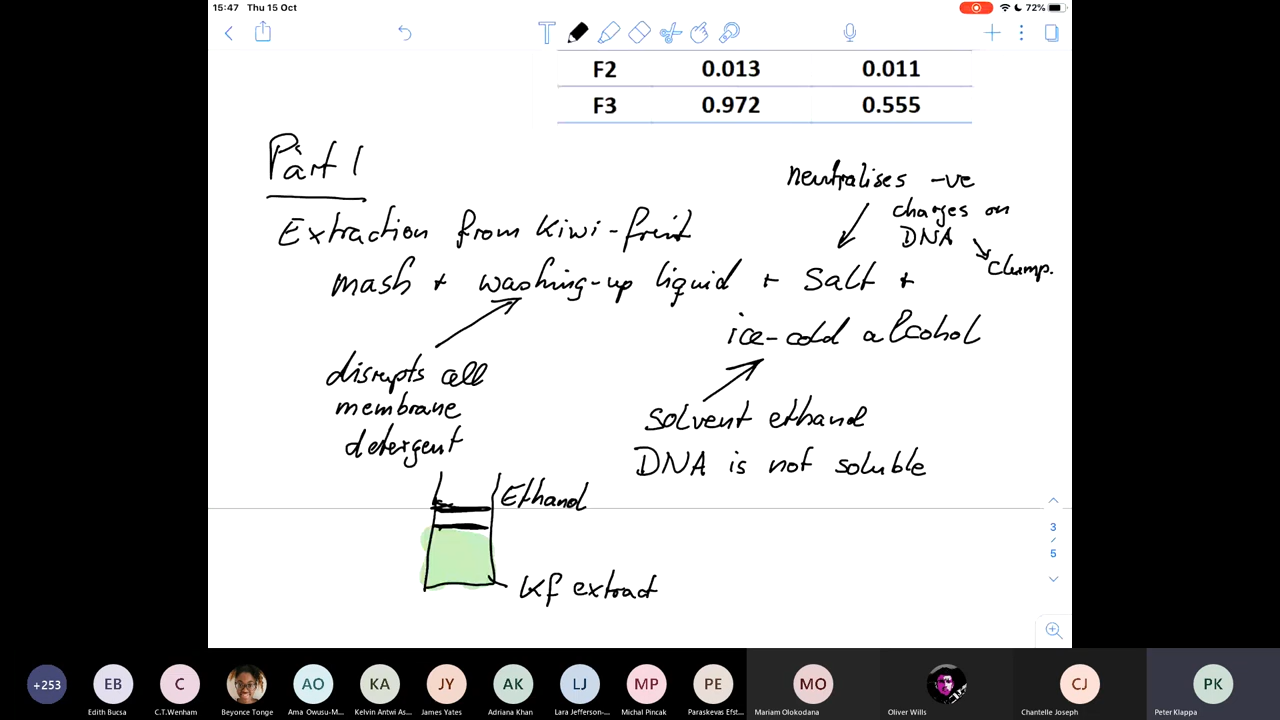 15:47 Thu 15 Oct
72%
F2 0.013 0.011
F3 0.972 0.555
Part 1
neutralises -ve
charges on
DNA
clump.
Extraction from kiwi-fruit
mash + washing-up liquid + salt +
ice-cold alcohol
disrupts cell
membrane
detergent
solvent ethanol
DNA is not soluble
Ethanol
Kf extract
3
/
5
+253
EB
C
AO
KA
JY
AK
LJ
MP
PE
MO
CJ
PK
Edith Bucsa
C.T.Wenham
Beyonce Tonge
Ama Owusu-M...
Kelvin Antwi As...
James Yates
Adriana Khan
Lara Jefferson-...
Michal Pincak
Paraskevas Efst...
Mariam Olokodana
Oliver Wills
Chantelle Joseph
Peter Klappa